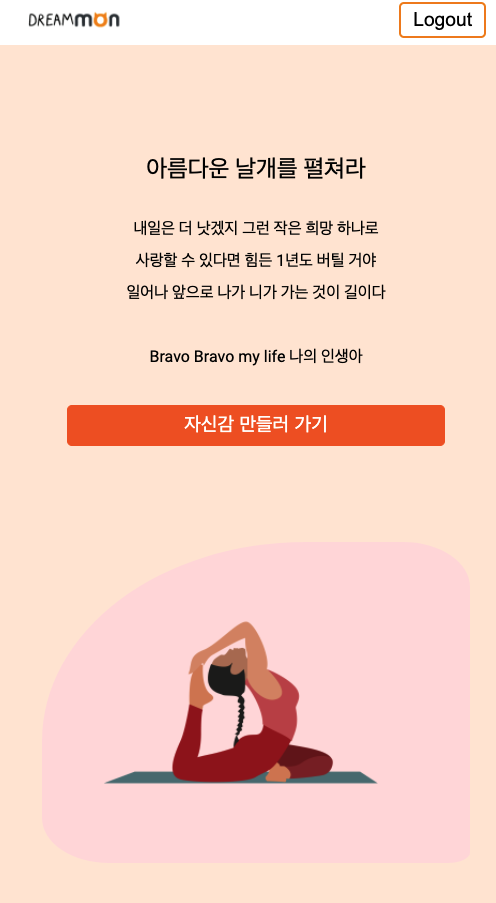 DREAMMON
Logout
아름다운 날개를 펼쳐라
내일은 더 낫겠지 그런 작은 희망 하나로
사랑할 수 있다면 힘든 1년도 버틸 거야
일어나 앞으로 나가 니가 가는 것이 길이다
Bravo Bravo my life 나의 인생아
자신감 만들러 가기